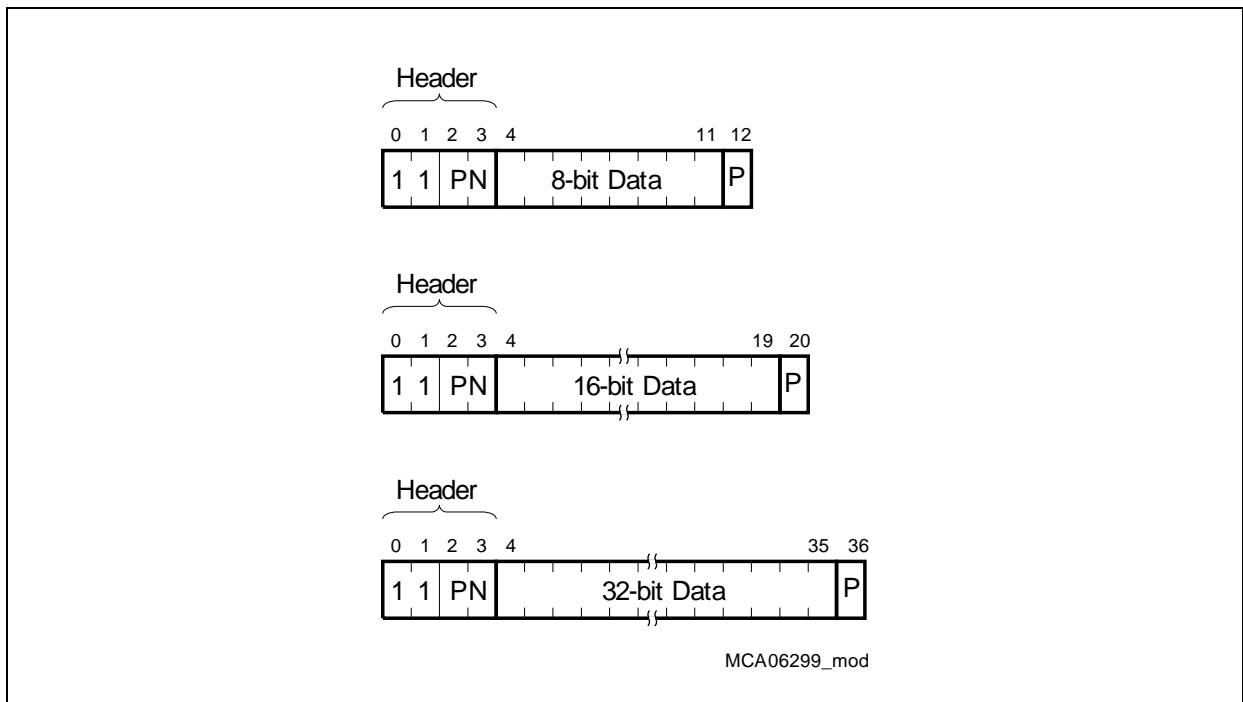 Header
0 1 2 3 4 11 12
1 1 PN 8-bit Data P
Header
0 1 2 3 4 19 20
1 1 PN 16-bit Data P
Header
0 1 2 3 4 35 36
1 1 PN 32-bit Data P
MCA06299_mod